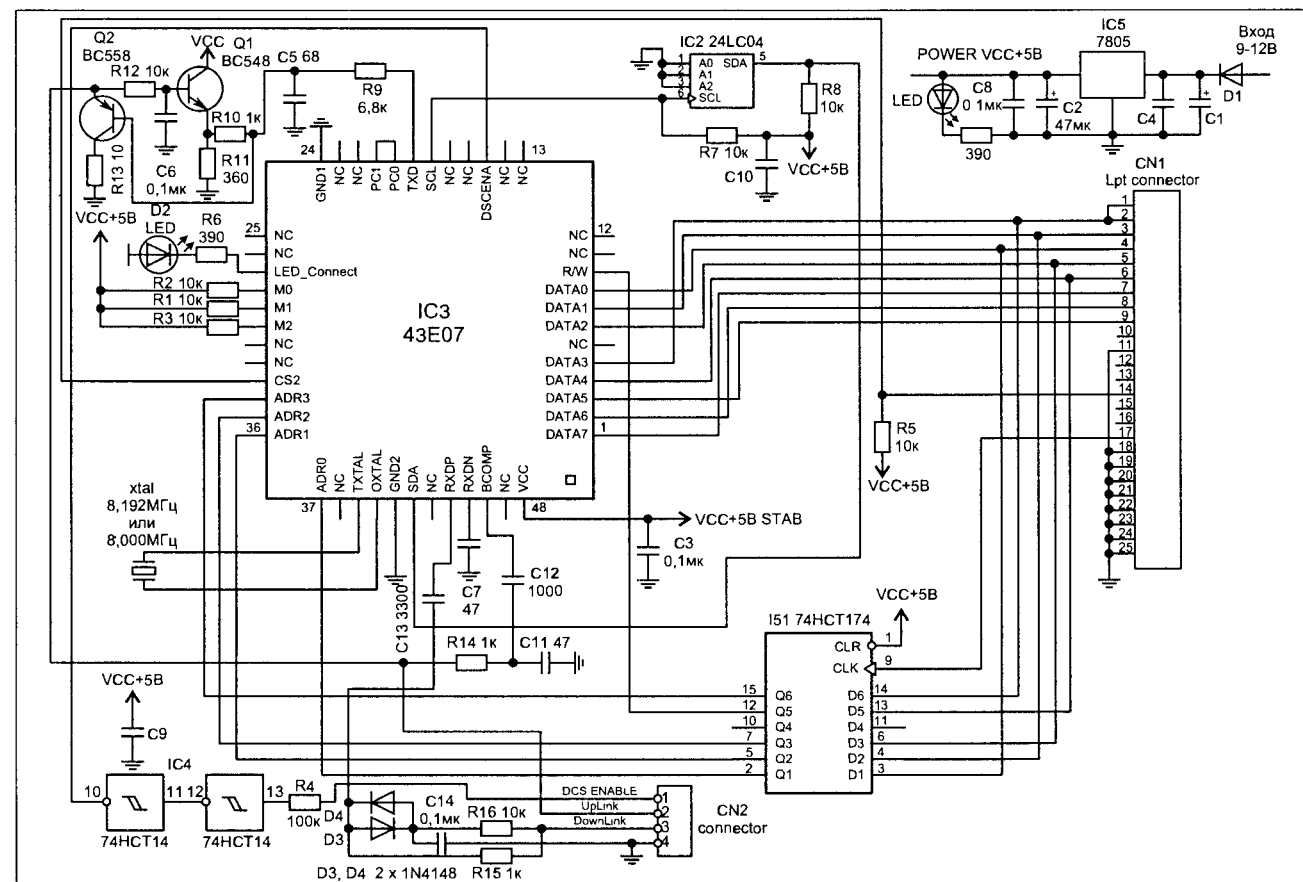 Q2
BC558
VCC
Q1
BC548
R12 10к
C5 68
R9
6,8к
R10 1к
R11
360
R13 10
C6
0,1мк
VCC+5В
D2
LED
R6
390
R2 10к
R1 10к
R3 10к
IC2 24LC04
A0
A1
A2
SCL
SDA
1
2
3
6
5
R8
10к
R7 10к
C10
VCC+5В
POWER VCC+5В
LED
390
C8
0,1мк
C2
47мк
IC5
7805
C4
C1
D1
Вход
9-12В
CN1
Lpt connector
1
2
3
4
5
6
7
8
9
10
11
12
13
14
15
16
17
18
19
20
21
22
23
24
25
24
13
GND1
NC
NC
PC1
PC0
TXD
SCL
NC
NC
DSCENA
NC
NC
25
NC
NC
LED_Connect
M0
M1
M2
NC
NC
CS2
ADR3
ADR2
36
ADR1
IC3
43E07
NC
12
NC
R/W
DATA0
DATA1
DATA2
NC
DATA3
DATA4
DATA5
DATA6
DATA7
1
37
ADR0
NC
TXTAL
OXTAL
GND2
SDA
NC
RXDP
RXDN
BCOMP
NC
VCC
48
R5
10к
VCC+5В
VCC+5В STAB
C3
0,1мк
xtal
8,192МГц
или
8,000МГц
C13 3300
C7
47
C12
1000
R14 1к
C11 47
I51 74HCT174
VCC+5В
CLR
1
CLK
9
15
Q6
D6
14
12
Q5
D5
13
10
Q4
D4
11
7
Q3
D3
6
5
Q2
D2
4
2
Q1
D1
3
VCC+5В
C9
IC4
10
11
12
13
74HCT14
74HCT14
R4
100к
D4
D3
C14
0,1мк
R16 10к
R15 1к
D3, D4 2 x 1N4148
DCS ENABLE
UpLink
DownLink
1
2
3
4
CN2
connector